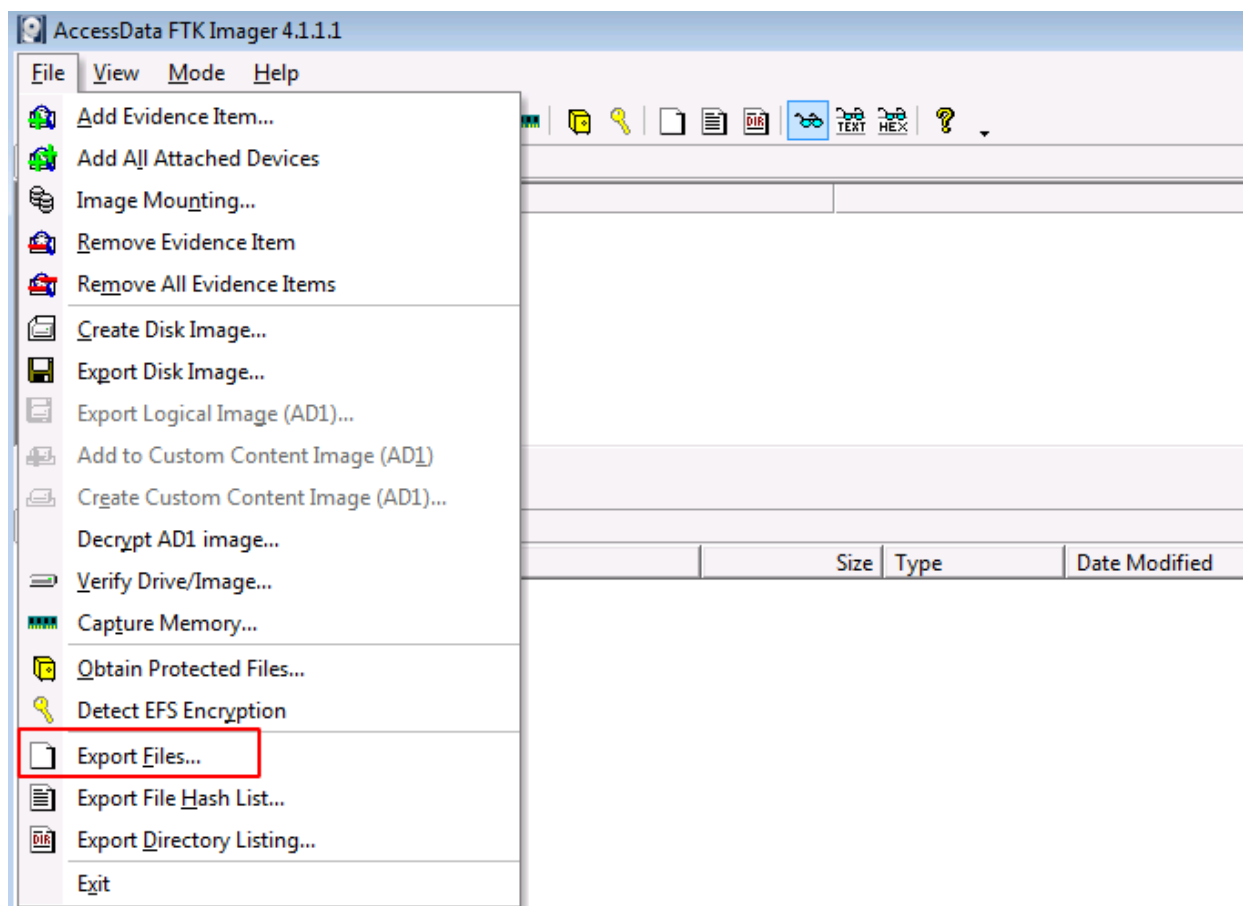 AccessData FTK Imager 4.1.1.1
File View Mode Help
Add Evidence Item...
TEXT HEX DIR
Add All Attached Devices
Image Mounting...
Remove Evidence Item
Remove All Evidence Items
Create Disk Image...
Export Disk Image...
Export Logical Image (AD1)...
Add to Custom Content Image (AD1)
Create Custom Content Image (AD1)...
Decrypt AD1 image...
Size Type Date Modified
Verify Drive/Image...
Capture Memory...
Obtain Protected Files...
Detect EFS Encryption
Export Files...
Export File Hash List...
DIR Export Directory Listing...
Exit